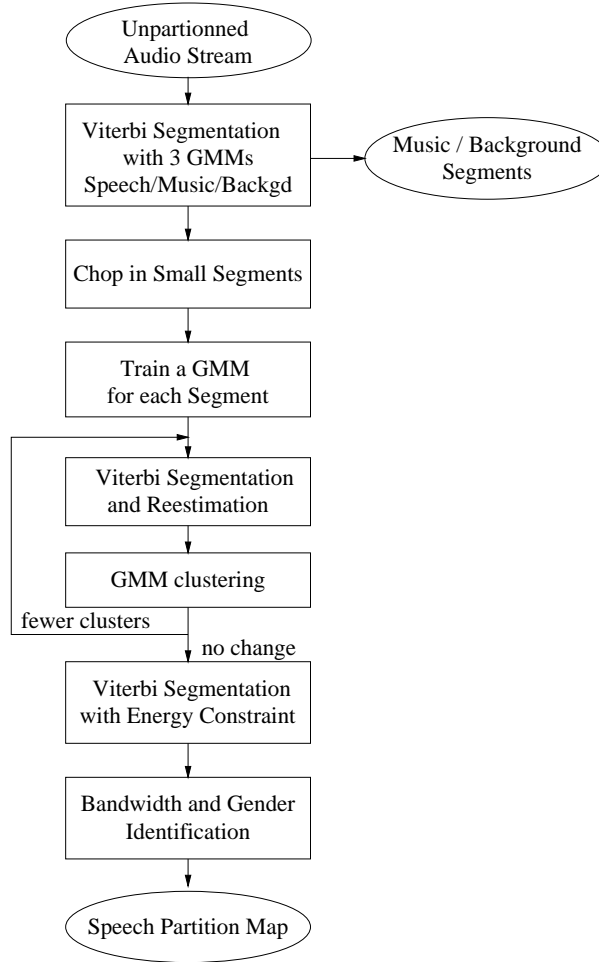 Unpartionned
Audio Stream
Viterbi Segmentation
with 3 GMMs
Speech/Music/Backgd
Music / Background
Segments
Chop in Small Segments
Train a GMM
for each Segment
Viterbi Segmentation
and Reestimation
GMM clustering
fewer clusters
no change
Viterbi Segmentation
with Energy Constraint
Bandwidth and Gender
Identification
Speech Partition Map